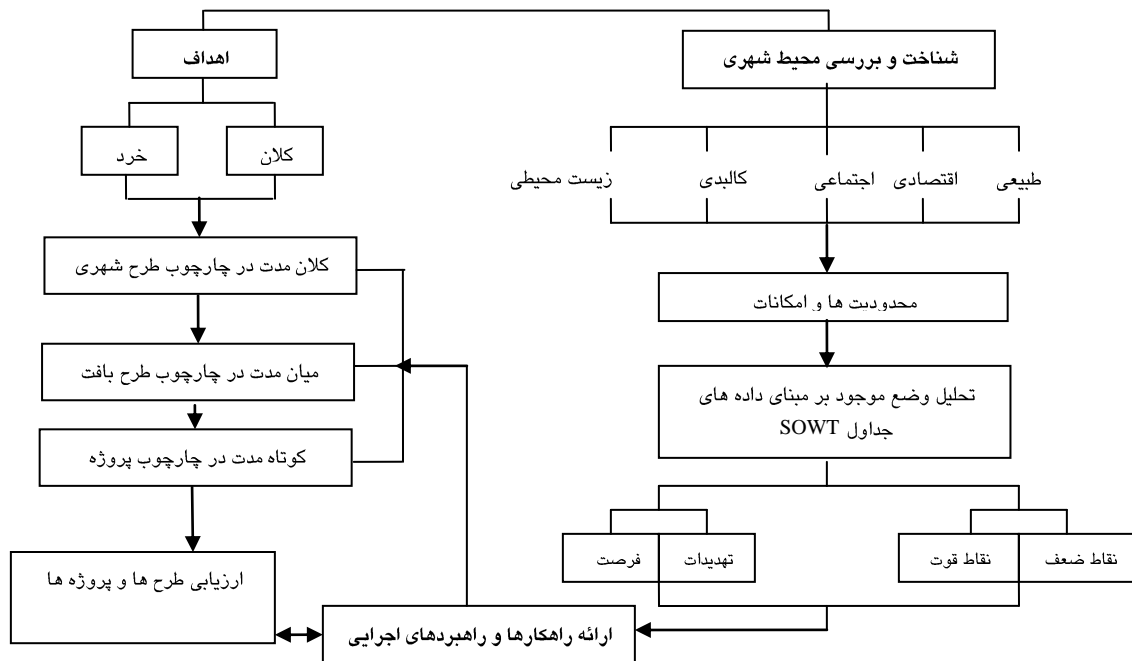 شناخت و بررسی محیط شهری
اهداف
کلان
خرد
طبیعی
اقتصادی
اجتماعی
کالبدی
زیست محیطی
کلان مدت در چارچوب طرح شهری
محدودیت ها و امکانات
میان مدت در چارچوب طرح بافت
تحلیل وضع موجود بر مبنای داده های
جداول SOWT
کوتاه مدت در چارچوب پروژه
نقاط ضعف
نقاط قوت
تهدیدات
فرصت
ارزیابی طرح ها و پروژه ها
ارائه راهکارها و راهبردهای اجرایی